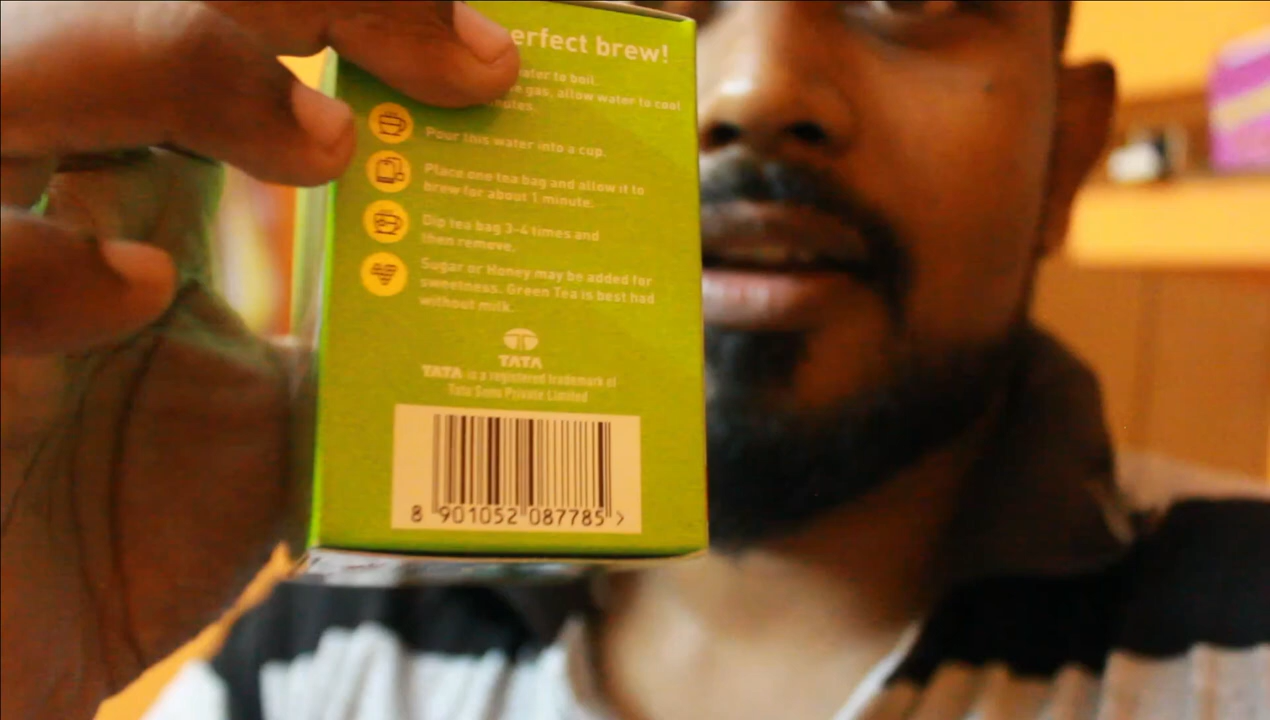 erfect brew!
ater to boil.
e gas, allow water to cool
nutes.
Pour this water into a cup.
Place one tea bag and allow it to
brew for about 1 minute.
Dip tea bag 3-4 times and
then remove.
Sugar or Honey may be added for
sweetness. Green Tea is best had
without milk.
TATA
TATA is a registered trademark of
Tata Sons Private Limited
8 901052 087785 >